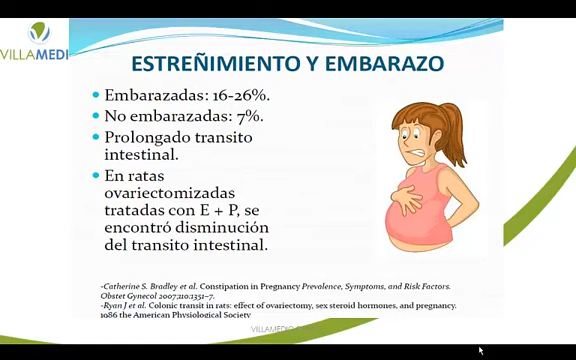 VILLAMEDI
ESTREÑIMIENTO Y EMBARAZO
• Embarazadas: 16-26%.
• No embarazadas: 7%.
• Prolongado transito
intestinal.
• En ratas
ovariectomizadas
tratadas con E + P, se
encontró disminución
del transito intestinal.
-Catherine S. Bradley et al. Constipation in Pregnancy Prevalence, Symptoms, and Risk Factors.
Obstet Gynecol 2007;110:1351–7.
-Ryan J et al. Colonic transit in rats: effect of ovariectomy, sex steroid hormones, and pregnancy.
1986 the American Physiological Society
VILLAMEDIC